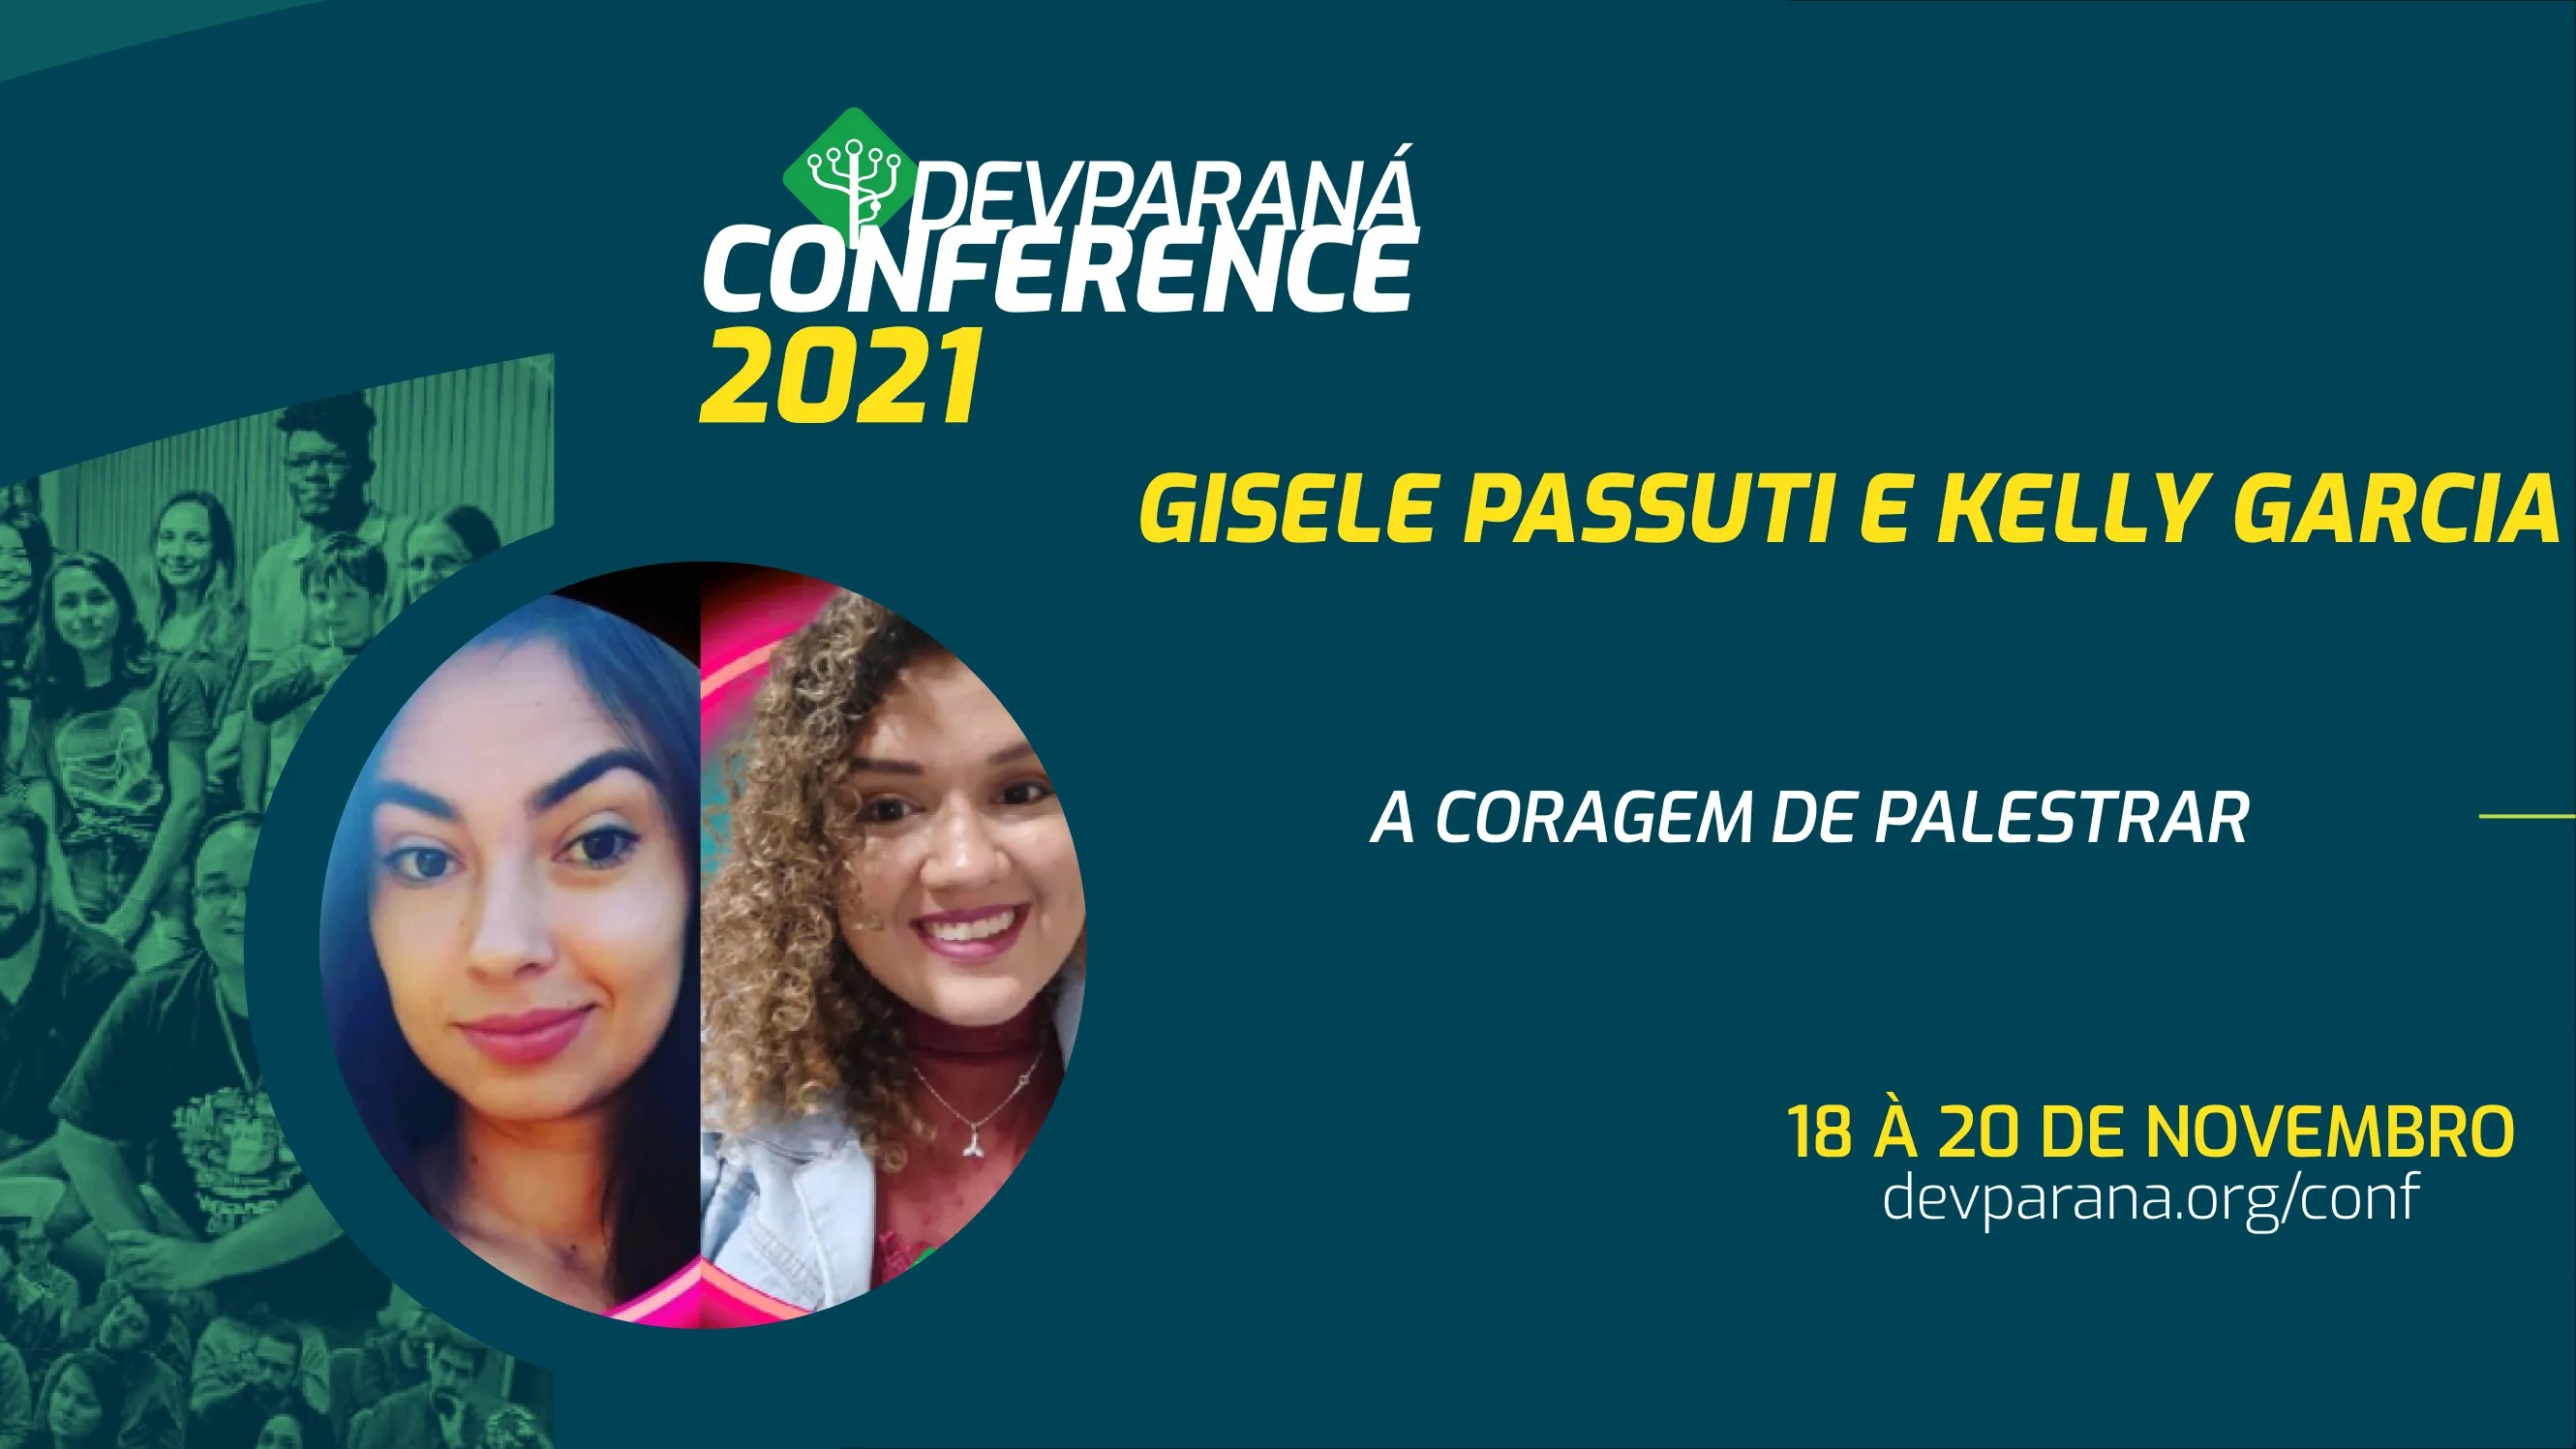 DEVPARANÁ
CONFERENCE
2021
GISELE PASSUTI E KELLY GARCIA
A CORAGEM DE PALESTRAR
18 À 20 DE NOVEMBRO
devparana.org/conf